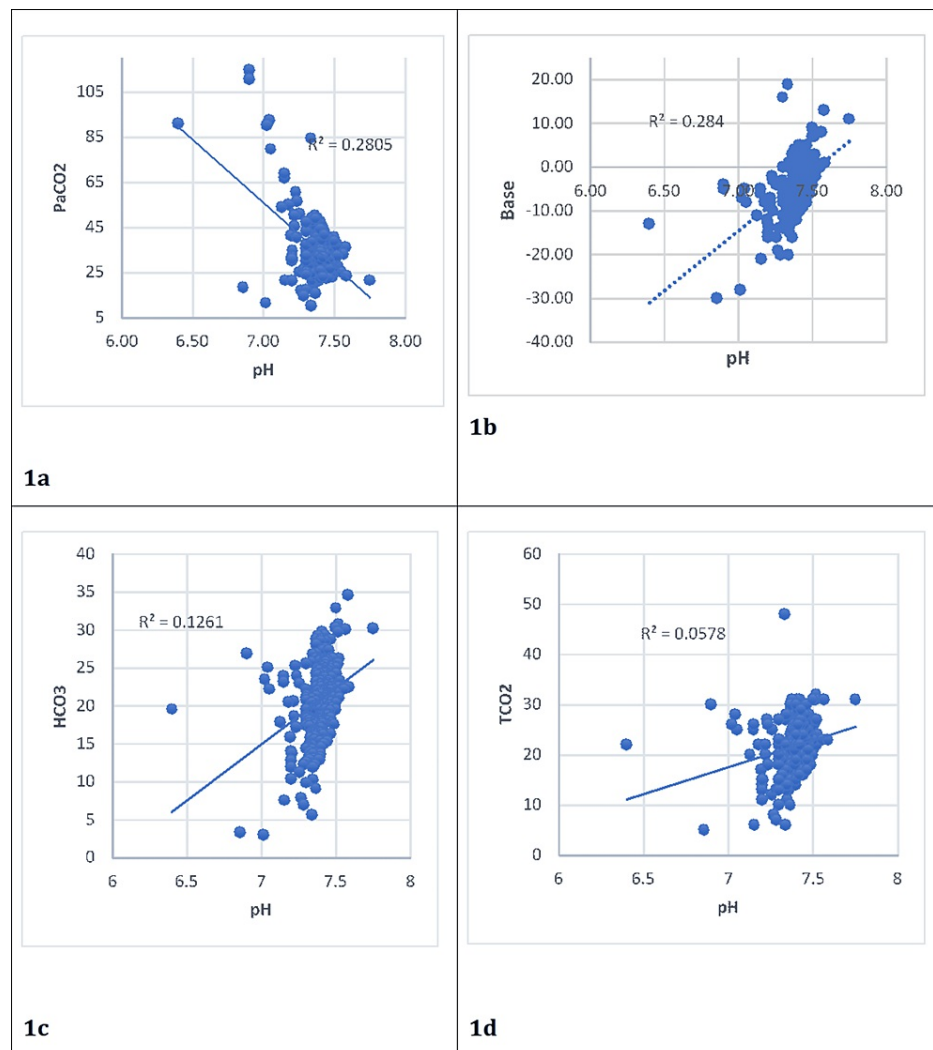 105
85
65
45
25
5
PaCO2
R² = 0.2805
6.00 6.50 7.00 7.50 8.00
pH
1a
20.00
10.00
0.00
-10.00
-20.00
-30.00
-40.00
Base
R² = 0.284
6.00 6.50 7.00 7.50 8.00
pH
1b
40
35
30
25
20
15
10
5
0
HCO3
R² = 0.1261
6 6.5 7 7.5 8
pH
1c
60
50
40
30
20
10
0
TCO2
R² = 0.0578
6 6.5 7 7.5 8
pH
1d